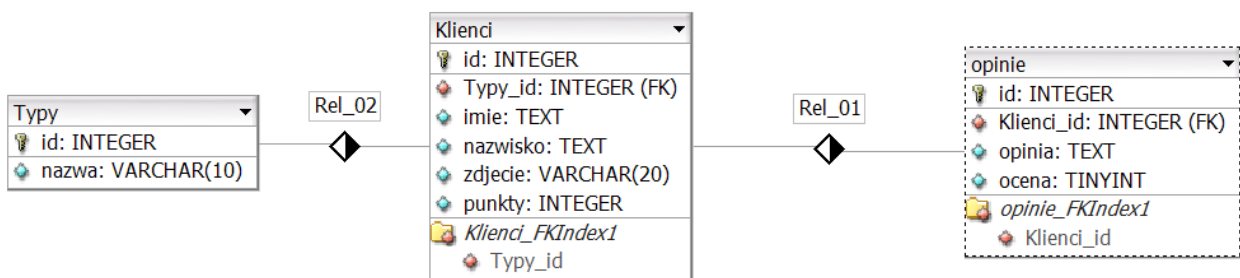 Typy
id: INTEGER
nazwa: VARCHAR(10)
Rel_02
Klienci
id: INTEGER
Typy_id: INTEGER (FK)
imie: TEXT
nazwisko: TEXT
zdjecie: VARCHAR(20)
punkty: INTEGER
Klienci_FKIndex1
Typy_id
Rel_01
opinie
id: INTEGER
Klienci_id: INTEGER (FK)
opinia: TEXT
ocena: TINYINT
opinie_FKIndex1
Klienci_id